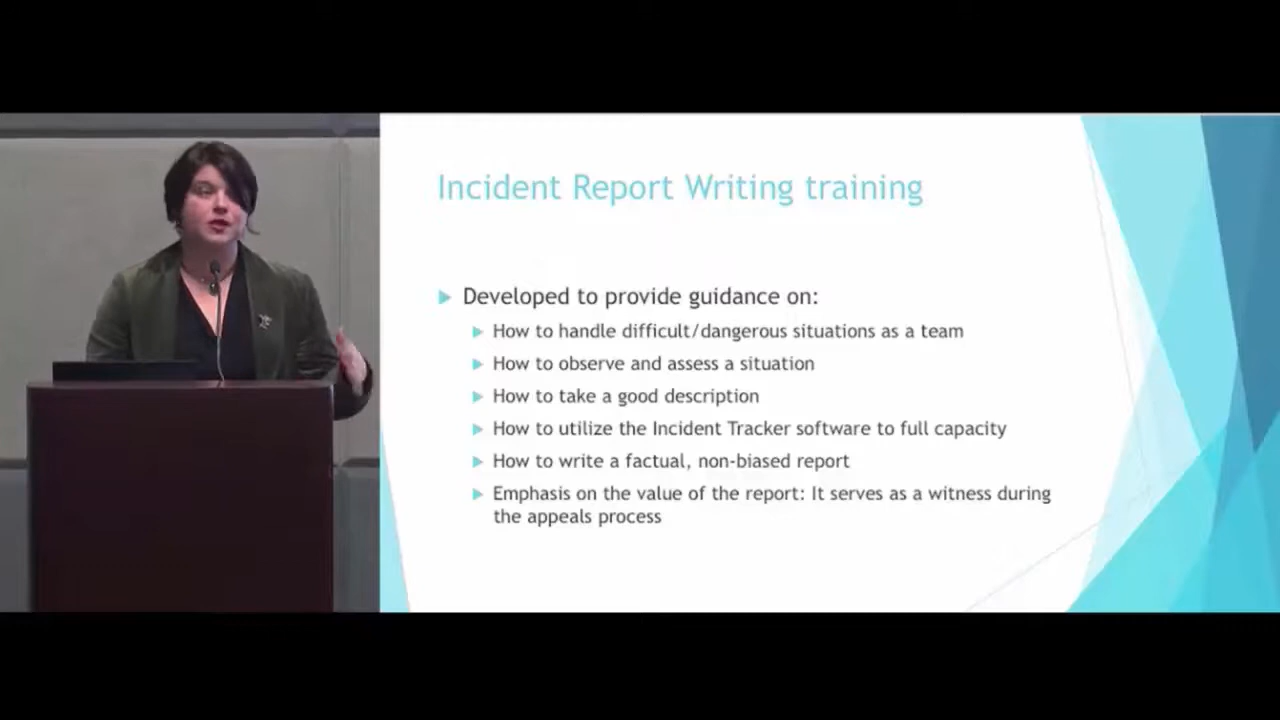 Incident Report Writing training
Developed to provide guidance on:
How to handle difficult/dangerous situations as a team
How to observe and assess a situation
How to take a good description
How to utilize the Incident Tracker software to full capacity
How to write a factual, non-biased report
Emphasis on the value of the report: It serves as a witness during
the appeals process